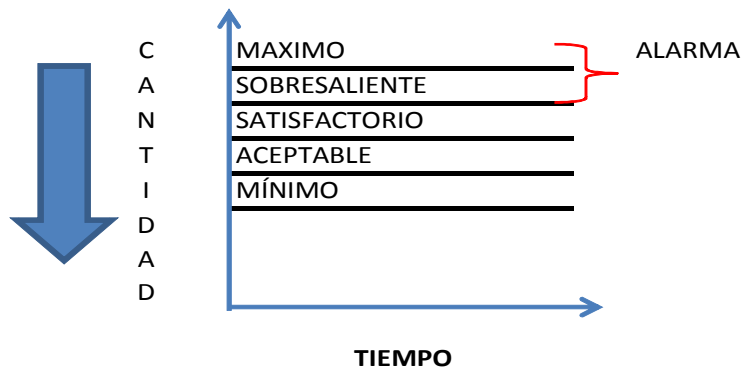 C MAXIMO ALARMA
A SOBRESALIENTE
N SATISFACTORIO
T ACEPTABLE
I MÍNIMO
D
A
D
TIEMPO